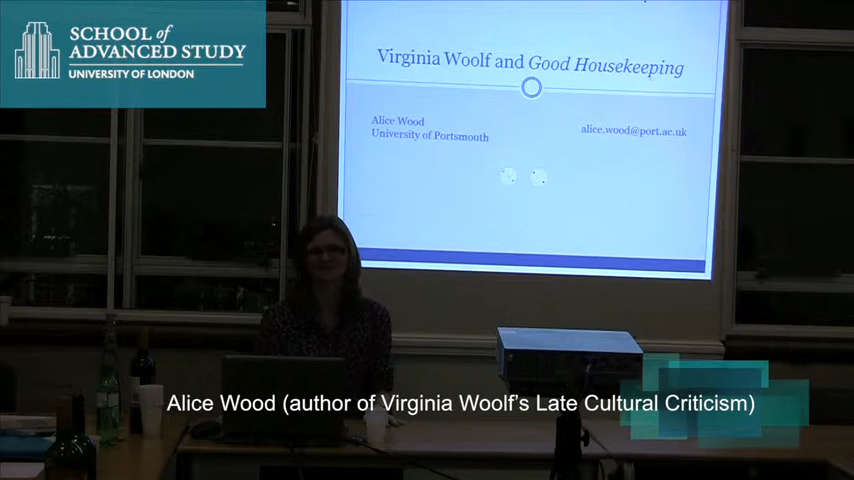 SCHOOL of
ADVANCED STUDY
UNIVERSITY OF LONDON
Virginia Woolf and Good Housekeeping
Alice Wood
University of Portsmouth
alice.wood@port.ac.uk
Alice Wood (author of Virginia Woolf's Late Cultural Criticism)